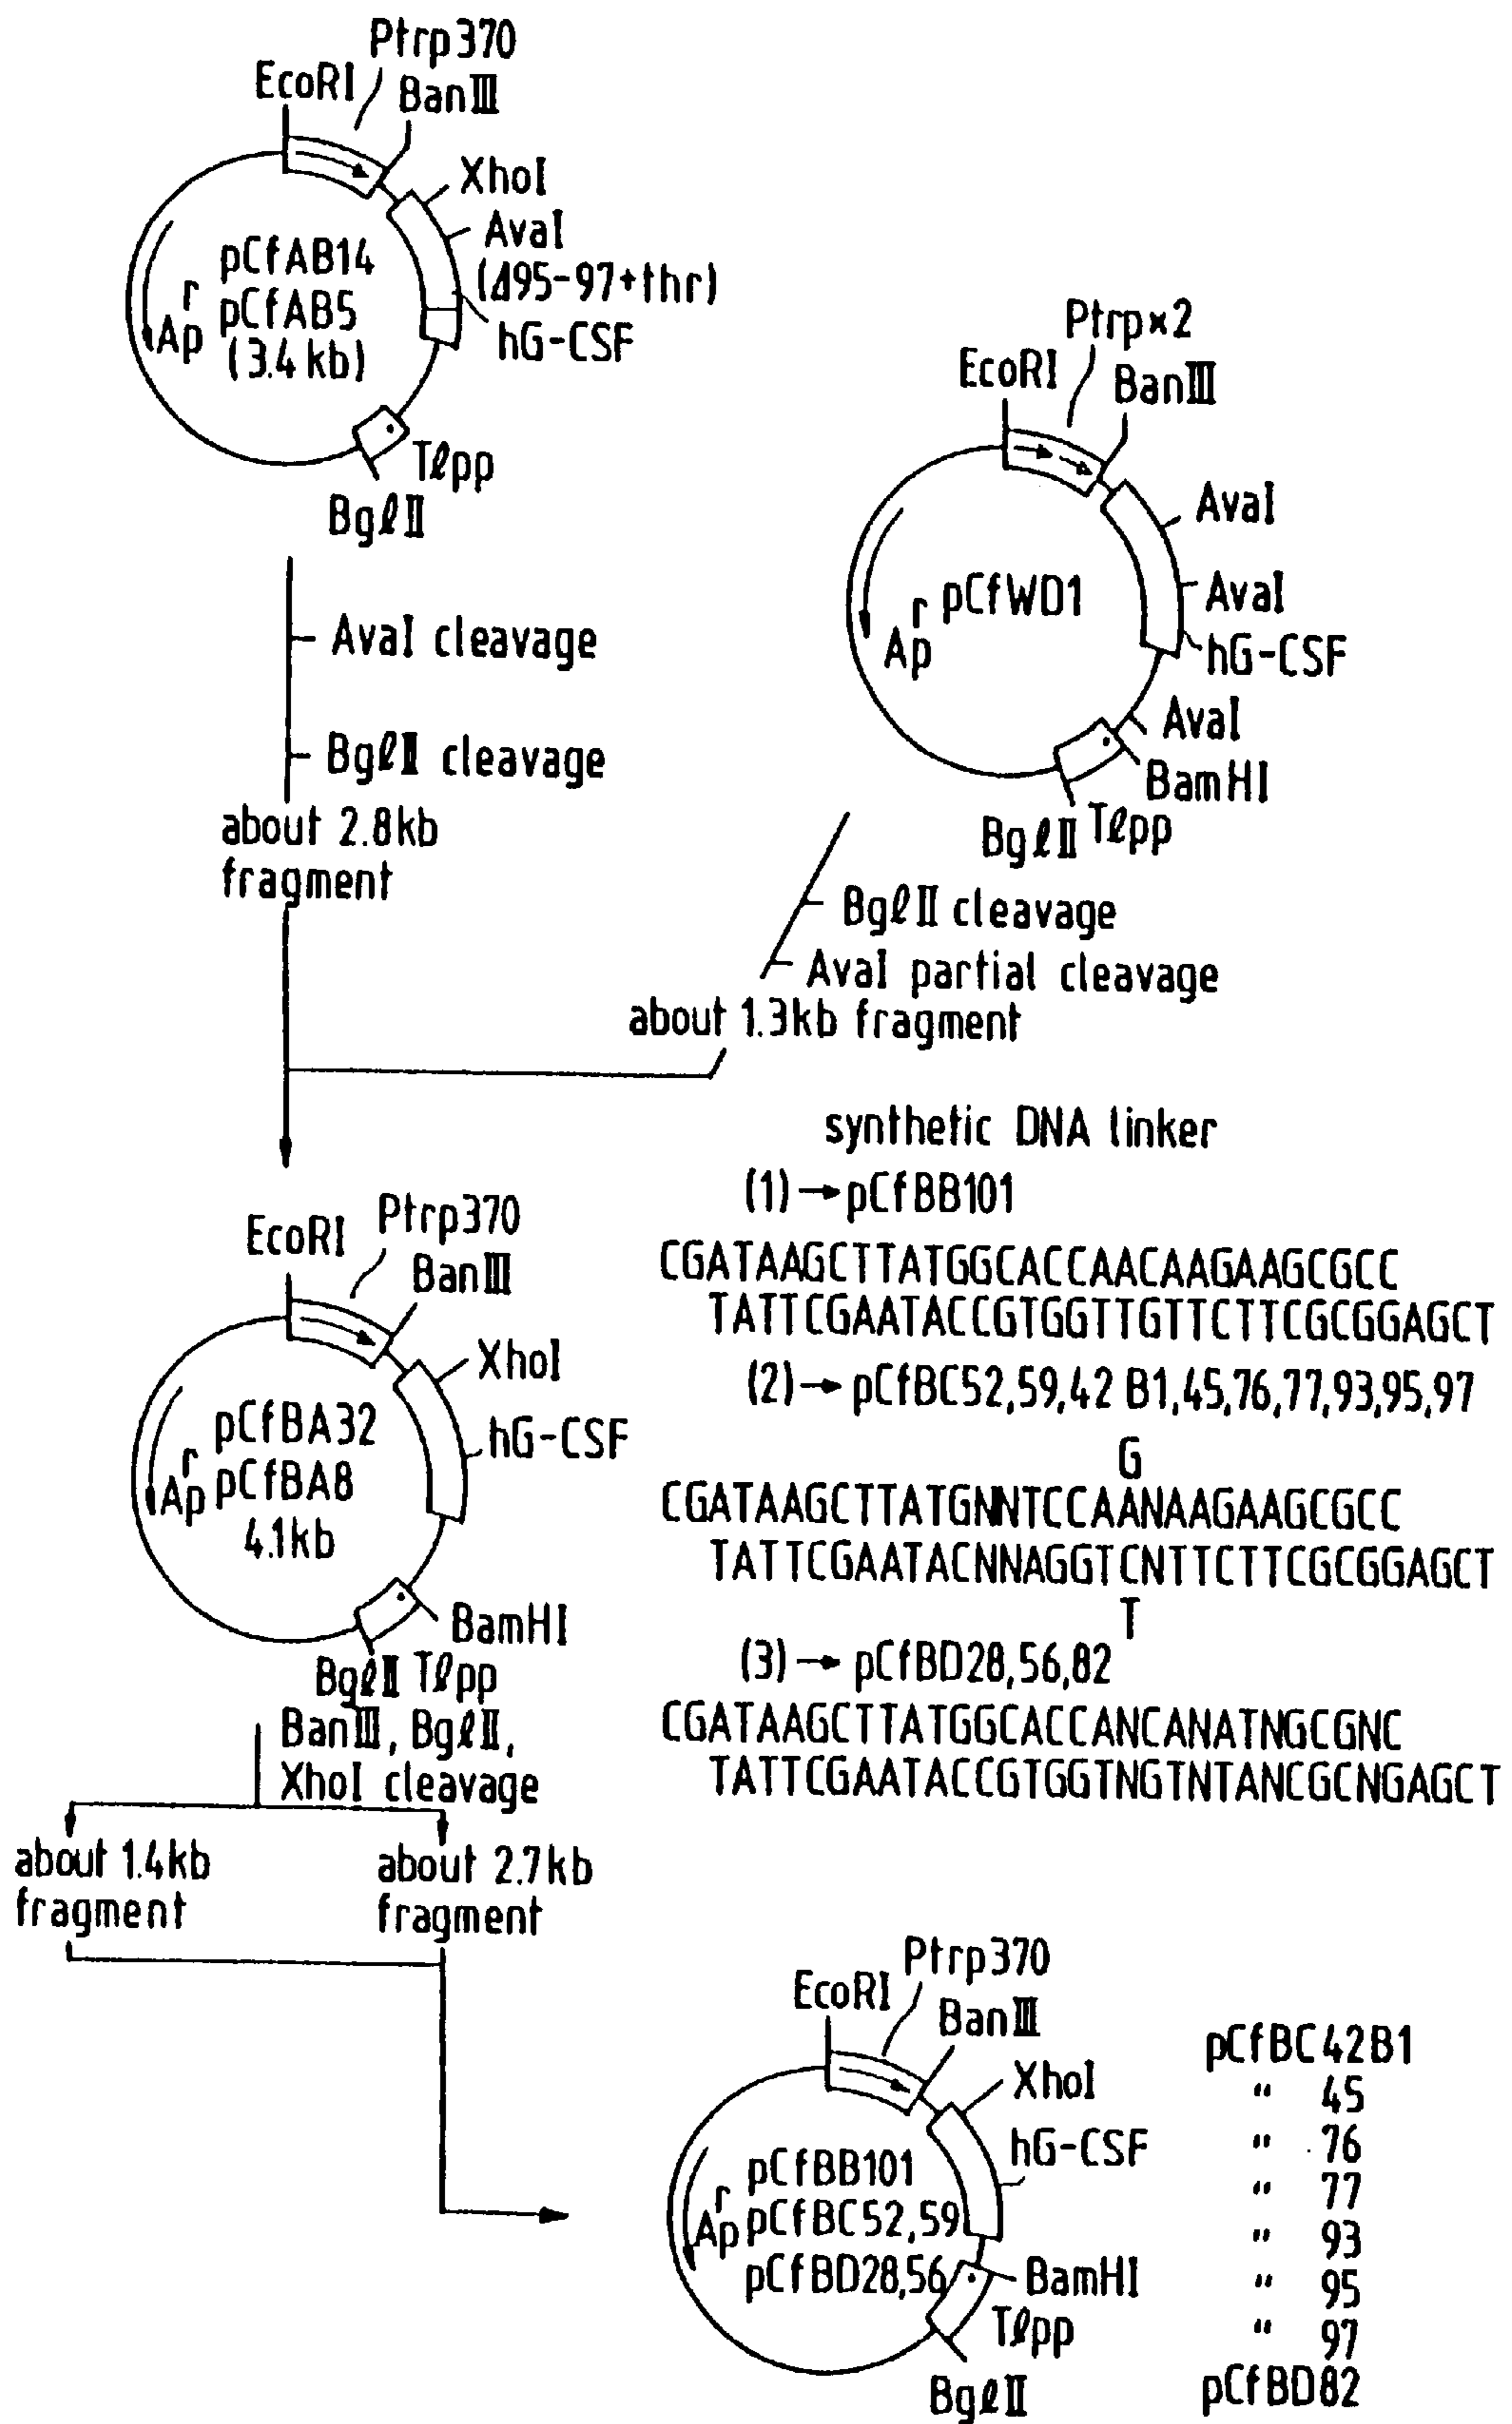 Ptrp370
EcoRI
BanⅢ
XhoI
AvaI
(Δ95-97+thr)
hG-CSF
pCfAB14
pCfAB5
(3.4kb)
Apʳ
Tℓpp
BgℓⅡ
AvaI cleavage
BgℓⅡ cleavage
about 2.8kb
fragment
Ptrp×2
EcoRI
BanⅢ
AvaI
AvaI
hG-CSF
pCfWD1
Apʳ
AvaI
BamHI
BgℓⅡ Tℓpp
BgℓⅡ cleavage
AvaI partial cleavage
about 1.3kb fragment
synthetic DNA linker
(1)→pCfBB101
CGATAAGCTTATGGCACCAACAAGAAGCGCC
TATTCGAATACCGTGGTTGTTCTTCGCGGAGCT
(2)→pCfBC52,59,42 B1,45,76,77,93,95,97
G
CGATAAGCTTATGNNTCCAANAAGAAGCGCC
TATTCGAATACNNAGGTCNTTCTTCGCGGAGCT
T
(3)→pCfBD28,56,82
CGATAAGCTTATGGCACCANCANATNGCGNC
TATTCGAATACCGTGGTNGTNTANCGCNGAGCT
Ptrp370
EcoRI
BanⅢ
XhoI
hG-CSF
pCfBA32
pCfBA8
4.1kb
Apʳ
BamHI
BgℓⅡ Tℓpp
BanⅢ, BgℓⅡ,
XhoI cleavage
about 1.4kb
fragment
about 2.7kb
fragment
Ptrp370
EcoRI
BanⅢ
XhoI
hG-CSF
pCfBB101
Apʳ
pCfBC52,59
pCfBD28,56
BamHI
Tℓpp
BgℓⅡ
pCfBC42B1
" 45
" 76
" 77
" 93
" 95
" 97
pCfBD82